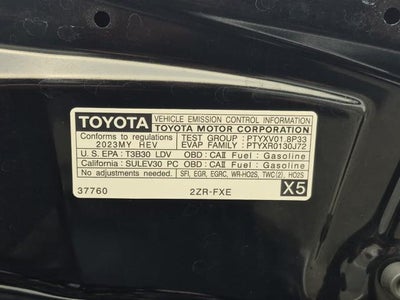 TOYOTA VEHICLE EMISSION CONTROL INFORMATION
TOYOTA MOTOR CORPORATION
Conforms to regulations TEST GROUP : PTYXV01.8P33
2023MY HEV EVAP FAMILY : PTYXR0130J72
U.S. EPA : T3B30 LDV OBD : CAⅡ Fuel : Gasoline
California : SULEV30 PC OBD : CAⅡ Fuel : Gasoline
No adjustments needed. SFI, EGR, EGRC, WR-HO2S, TWC(2), HO2S
37760 2ZR-FXE X5